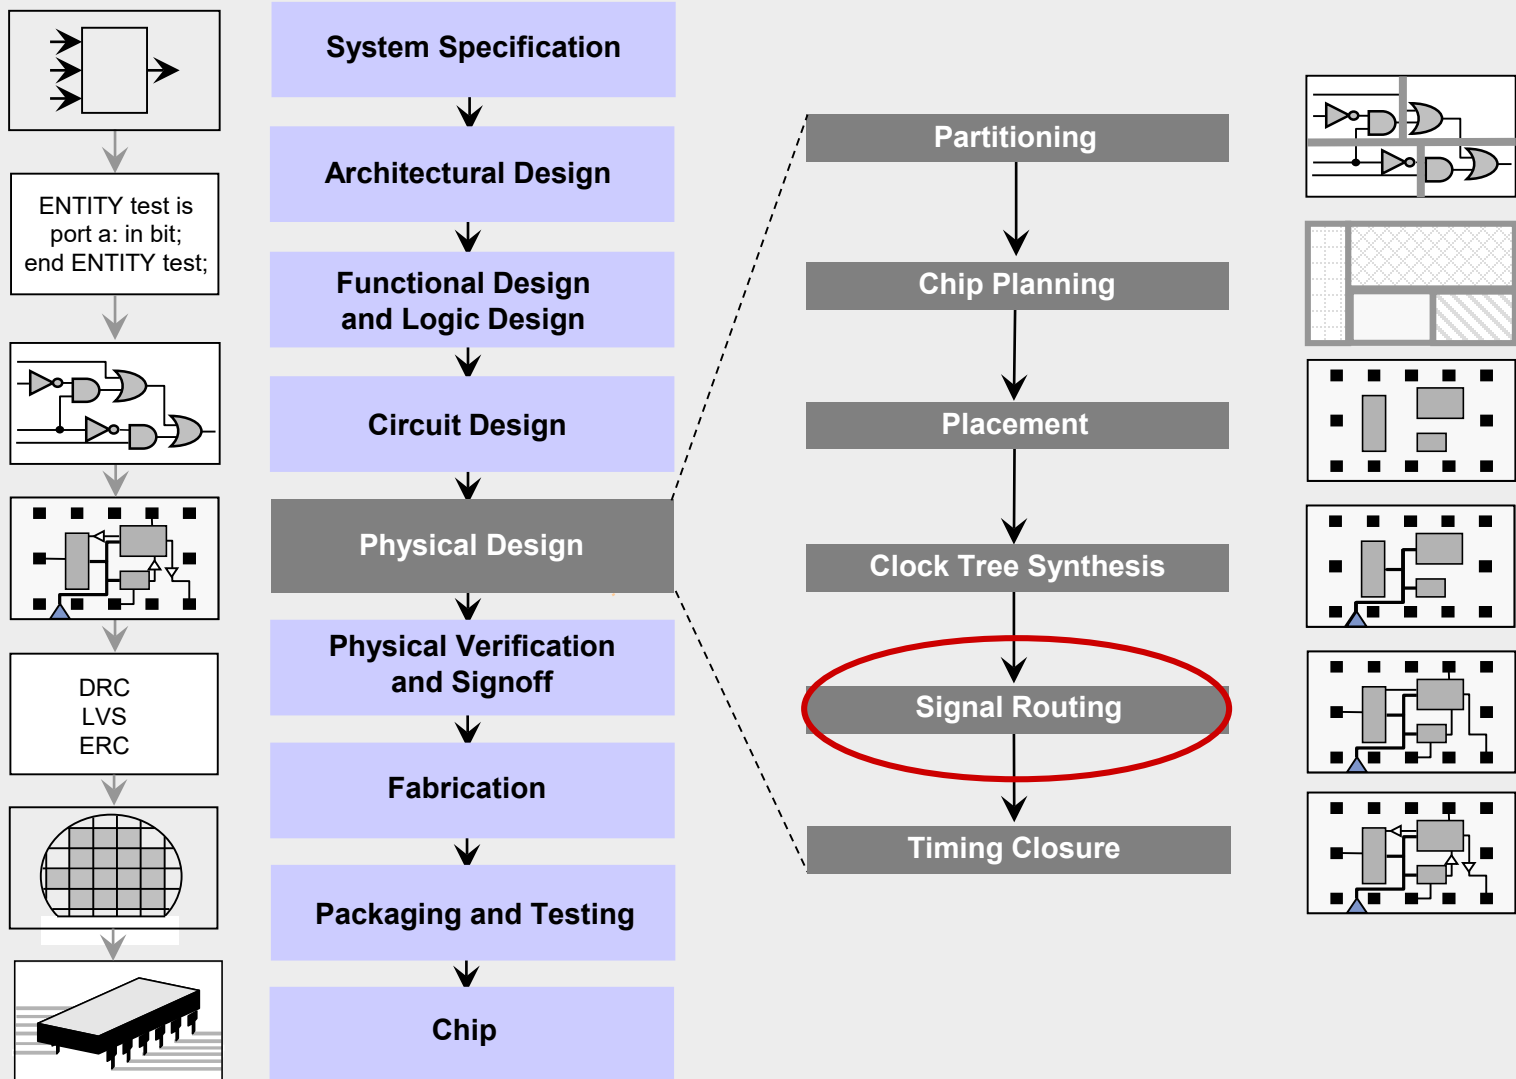 System Specification
Architectural Design
ENTITY test is
port a: in bit;
end ENTITY test;
Functional Design
and Logic Design
Circuit Design
Physical Design
Physical Verification
and Signoff
DRC
LVS
ERC
Fabrication
Packaging and Testing
Chip
Partitioning
Chip Planning
Placement
Clock Tree Synthesis
Signal Routing
Timing Closure